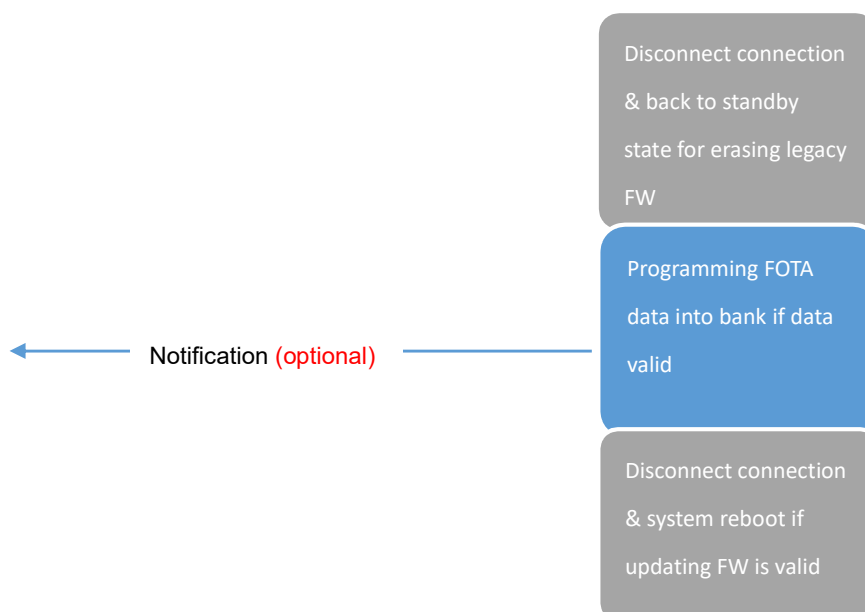 Disconnect connection
& back to standby
state for erasing legacy
FW
Programming FOTA
data into bank if data
valid
Notification (optional)
Disconnect connection
& system reboot if
updating FW is valid